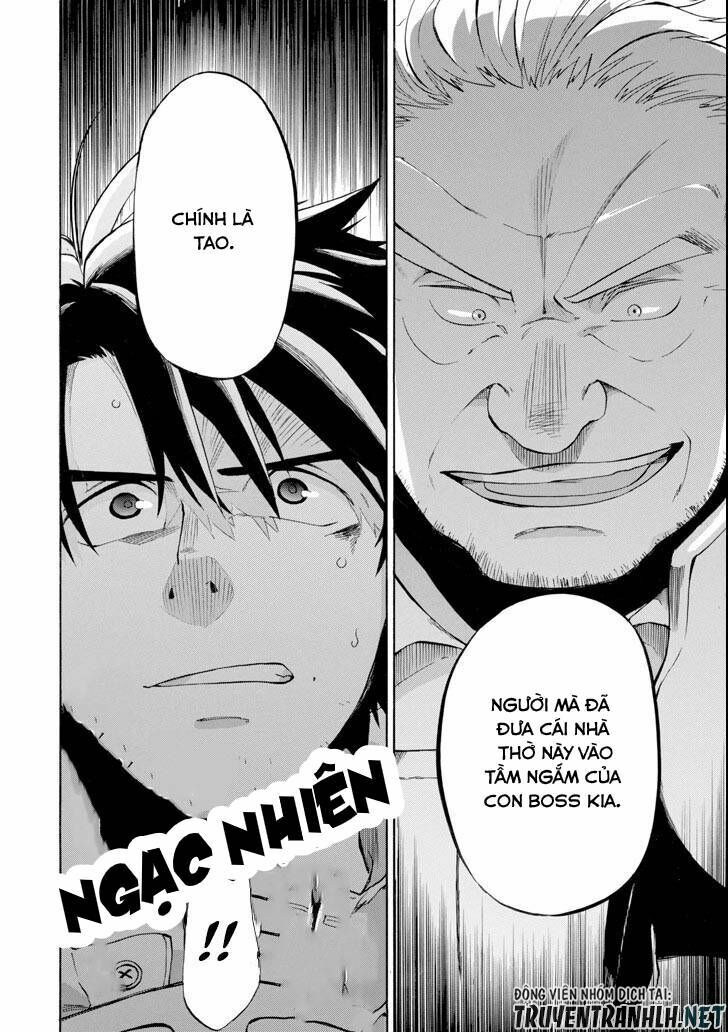 NGƯỜI MÀ ĐÃ
ĐƯA CÁI NHÀ
THỜ NÀY VÀO
TẦM NGẮM CỦA
CON BOSS KIA.
CHÍNH LÀ
TAO.
NGẠC NHIÊN
!!
ĐỘNG VIÊN NHÓM DỊCH TẠI:
TRUYENTRANHLH.NET